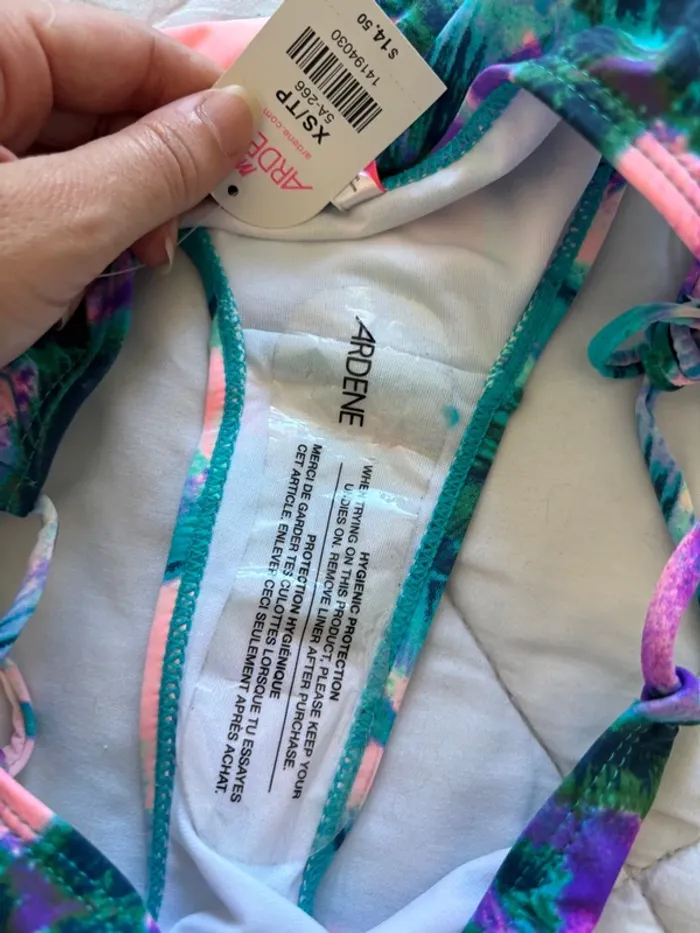 $14.50
14194030
XS/TP
5A-266
ardene.com
ARDE
ARDENE
HYGIENIC PROTECTION
WHEN TRYING ON THIS PRODUCT, PLEASE KEEP YOUR
UNDIES ON. REMOVE LINER AFTER PURCHASE.
PROTECTION HYGIÉNIQUE
MERCI DE GARDER TES CULOTTES LORSQUE TU ESSAYES
CET ARTICLE. ENLEVER CECI SEULEMENT APRÈS ACHAT.